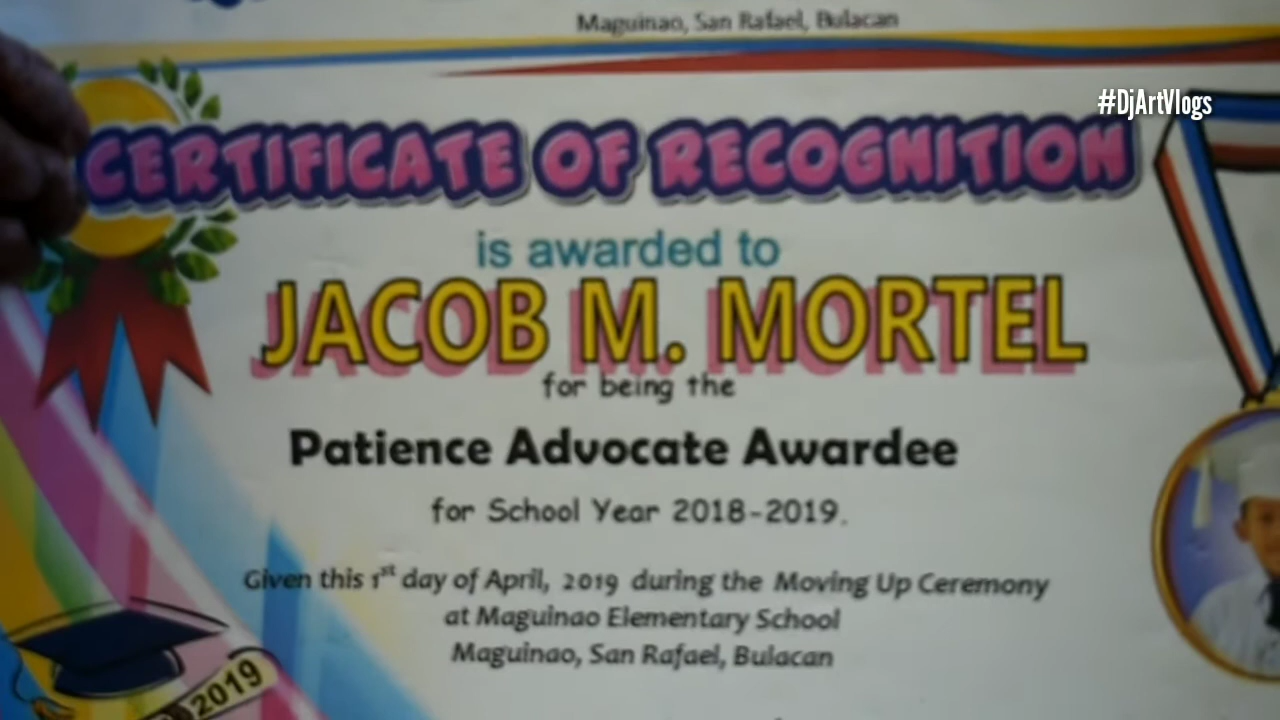 Maguinao, San Rafael, Bulacan
#DjArtVlogs
CERTIFICATE OF RECOGNITION
is awarded to
JACOB M. MORTEL
for being the
Patience Advocate Awardee
for School Year 2018-2019.
Given this 1st day of April, 2019 during the Moving Up Ceremony
at Maguinao Elementary School
Maguinao, San Rafael, Bulacan
2019